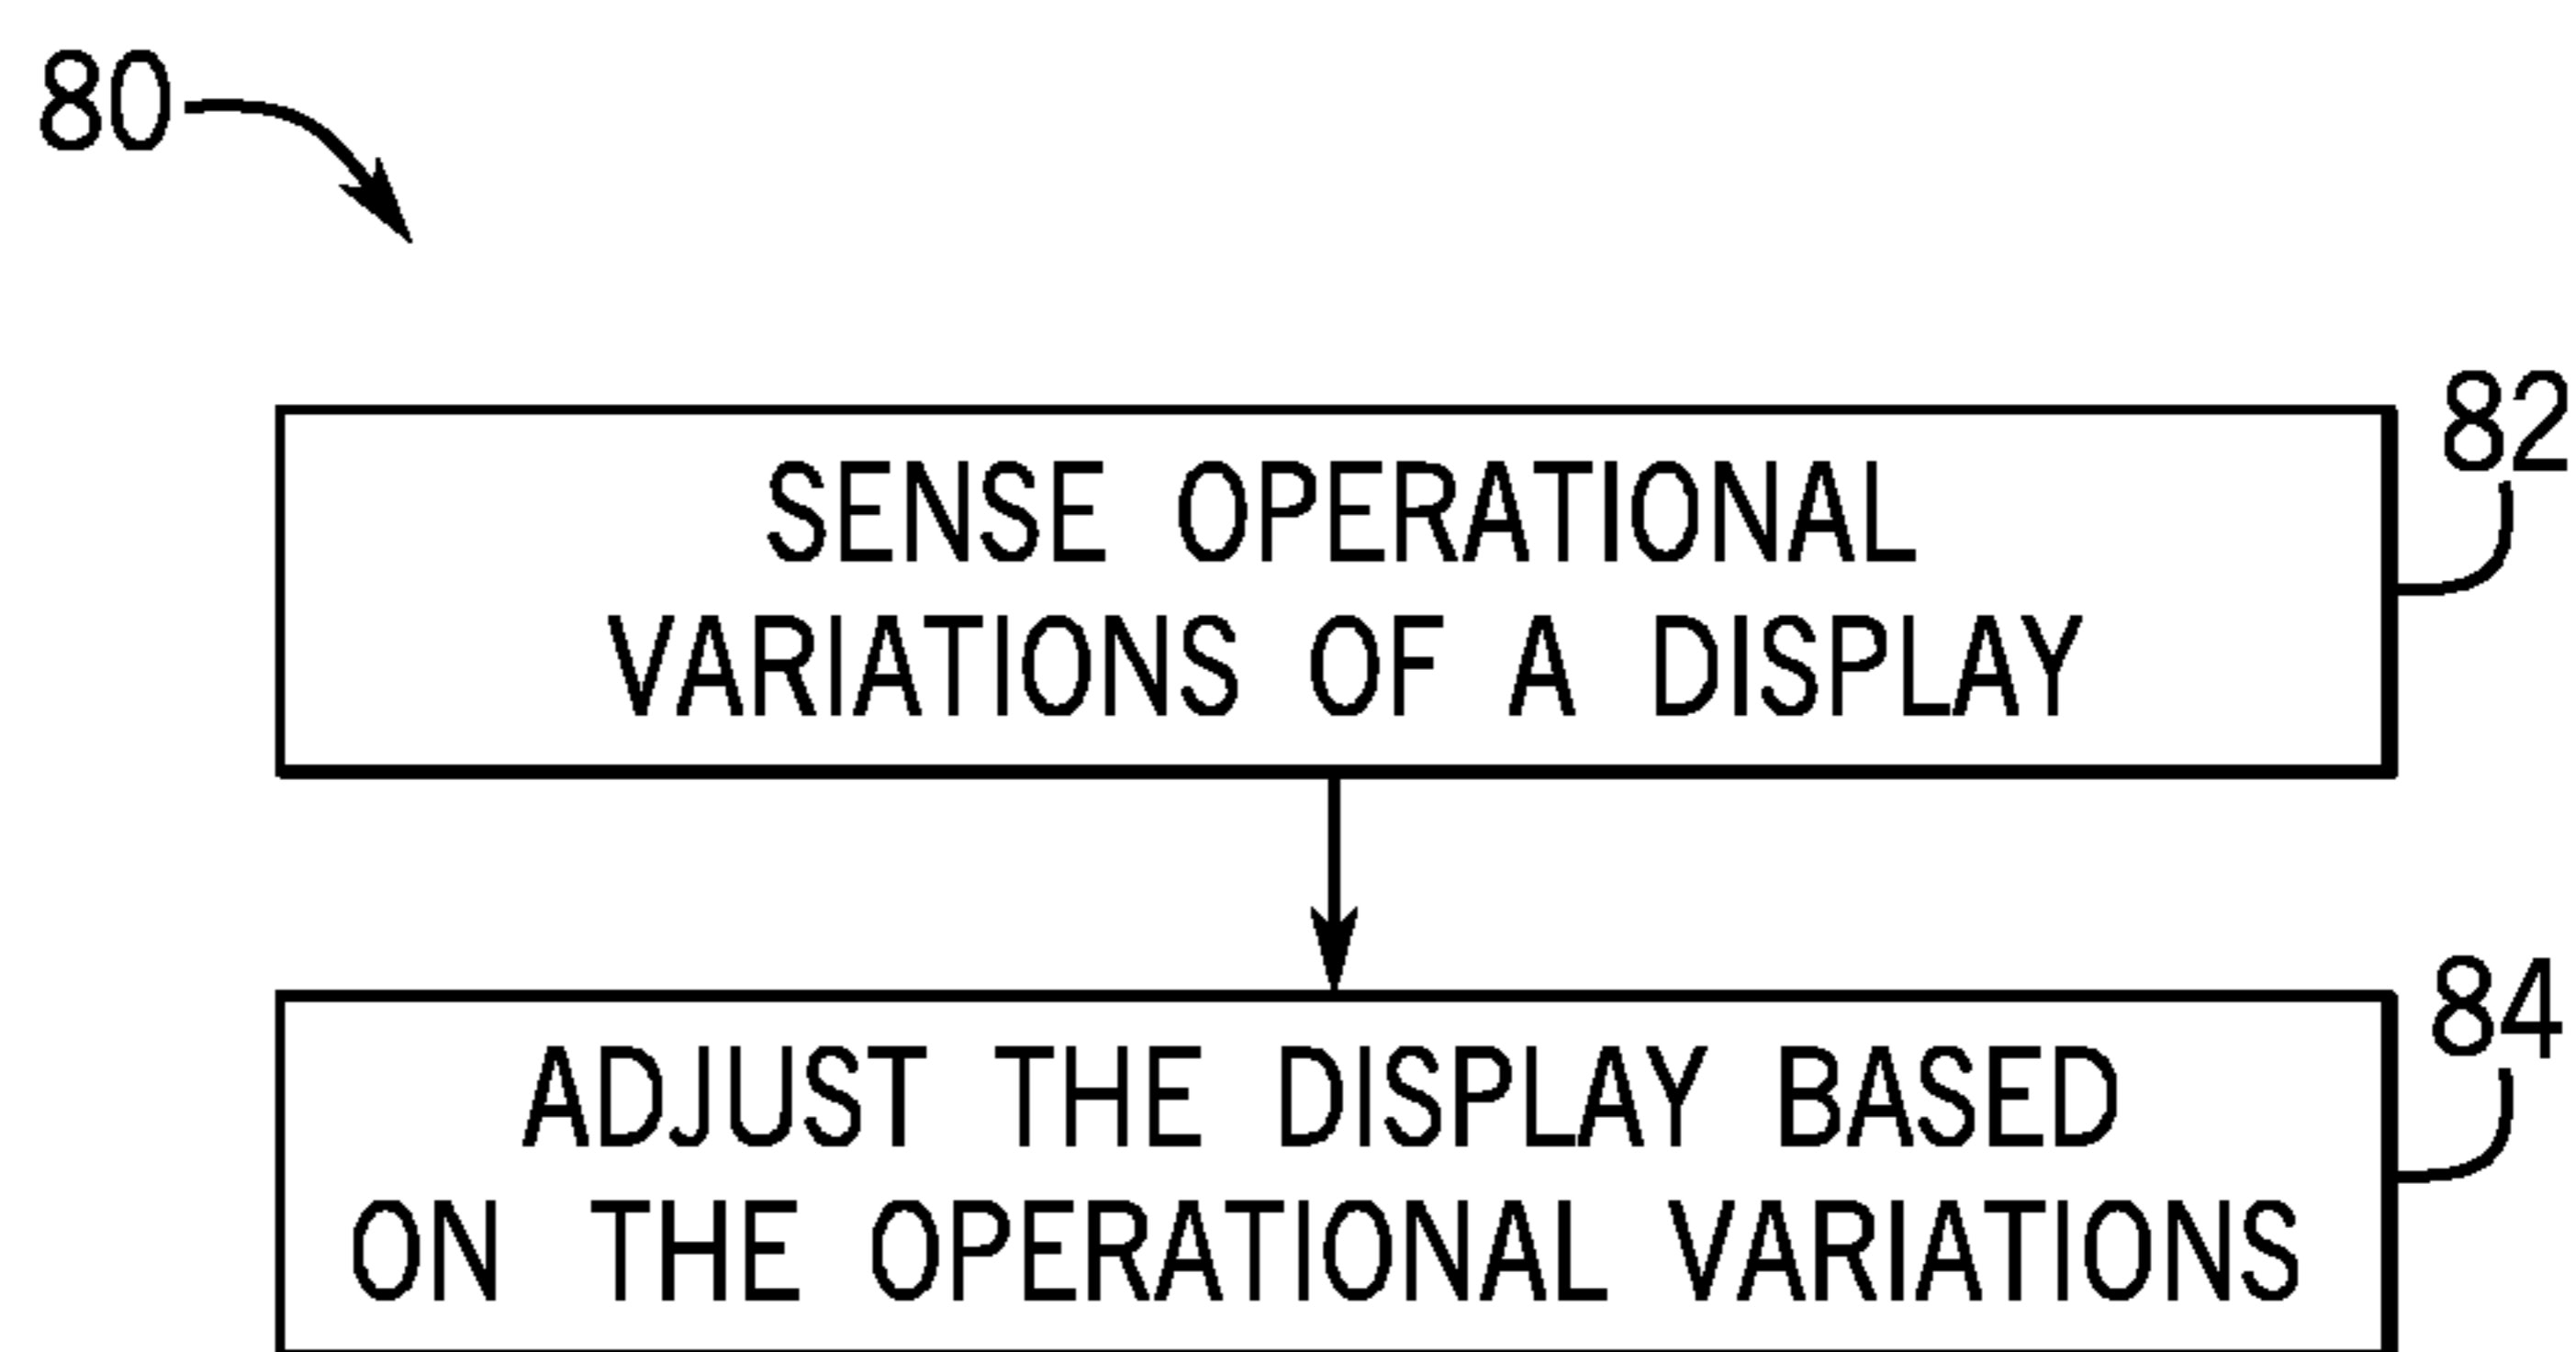 80
82
SENSE OPERATIONAL
VARIATIONS OF A DISPLAY
84
ADJUST THE DISPLAY BASED
ON THE OPERATIONAL VARIATIONS